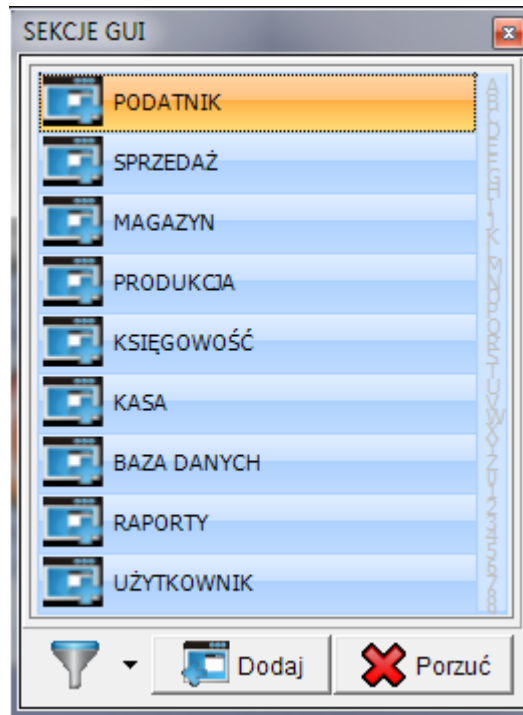 SEKCJE GUI
PODATNIK
SPRZEDAŻ
MAGAZYN
PRODUKCJA
KSIĘGOWOŚĆ
KASA
BAZA DANYCH
RAPORTY
UŻYTKOWNIK
Dodaj
Porzuć